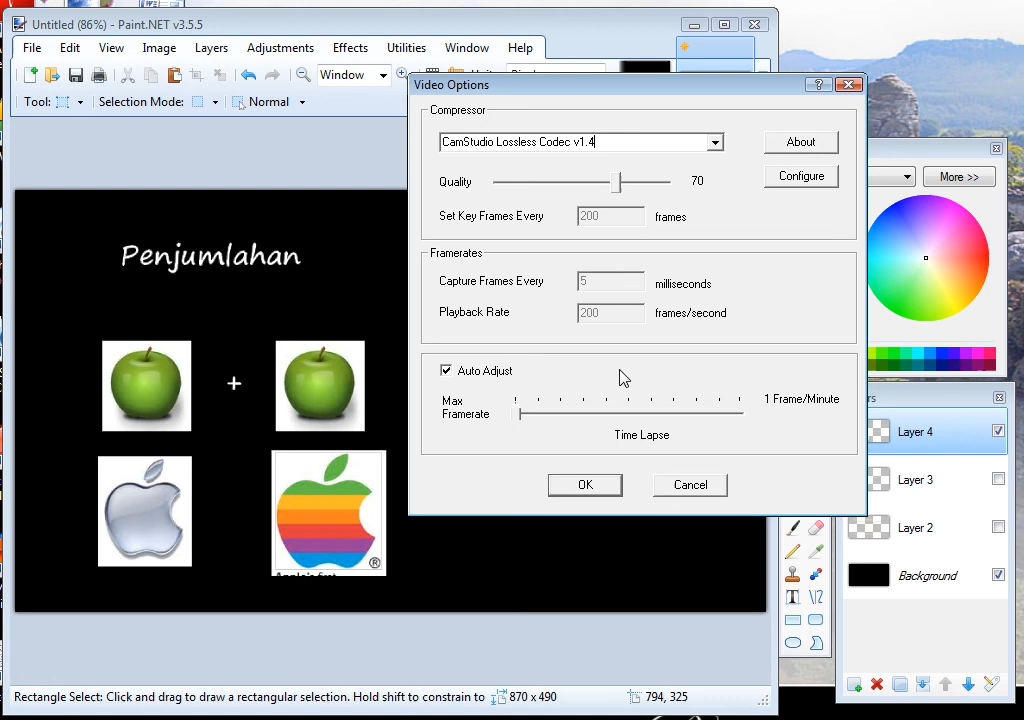 Untitled (86%) - Paint.NET v3.5.5
File Edit View Image Layers Adjustments Effects Utilities Window Help
Window
Tool: Selection Mode: Normal
Video Options
Compressor
CamStudio Lossless Codec v1.4
About
Quality 70
Configure
Set Key Frames Every 200 frames
Framerates
Capture Frames Every 5 milliseconds
Playback Rate 200 frames/second
Auto Adjust
Max Framerate
1 Frame/Minute
Time Lapse
OK Cancel
More >>
Penjumlahan
+
®
Layer 4
Layer 3
Layer 2
Background
Rectangle Select: Click and drag to draw a rectangular selection. Hold shift to constrain to 870 x 490 794, 325